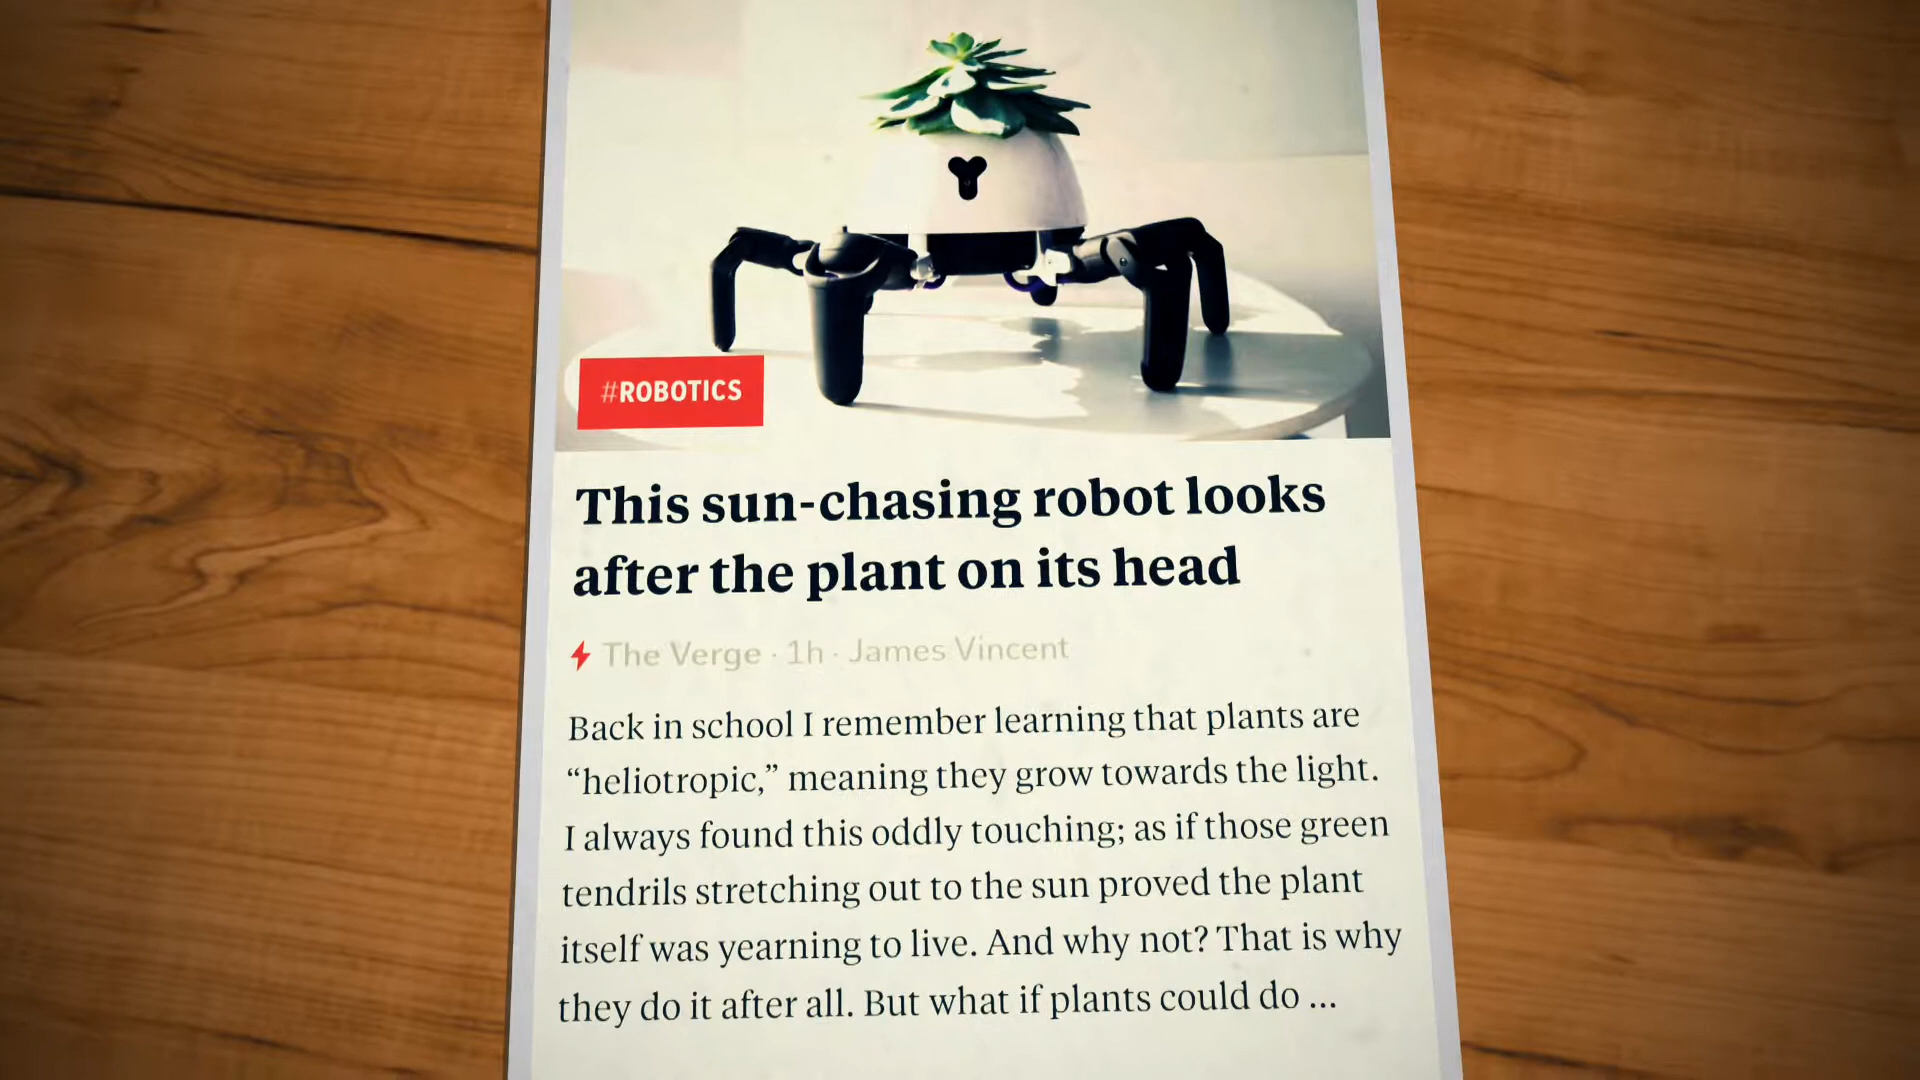 #ROBOTICS
This sun-chasing robot looks
after the plant on its head
The Verge · 1h · James Vincent
Back in school I remember learning that plants are
“heliotropic,” meaning they grow towards the light.
I always found this oddly touching; as if those green
tendrils stretching out to the sun proved the plant
itself was yearning to live. And why not? That is why
they do it after all. But what if plants could do ...